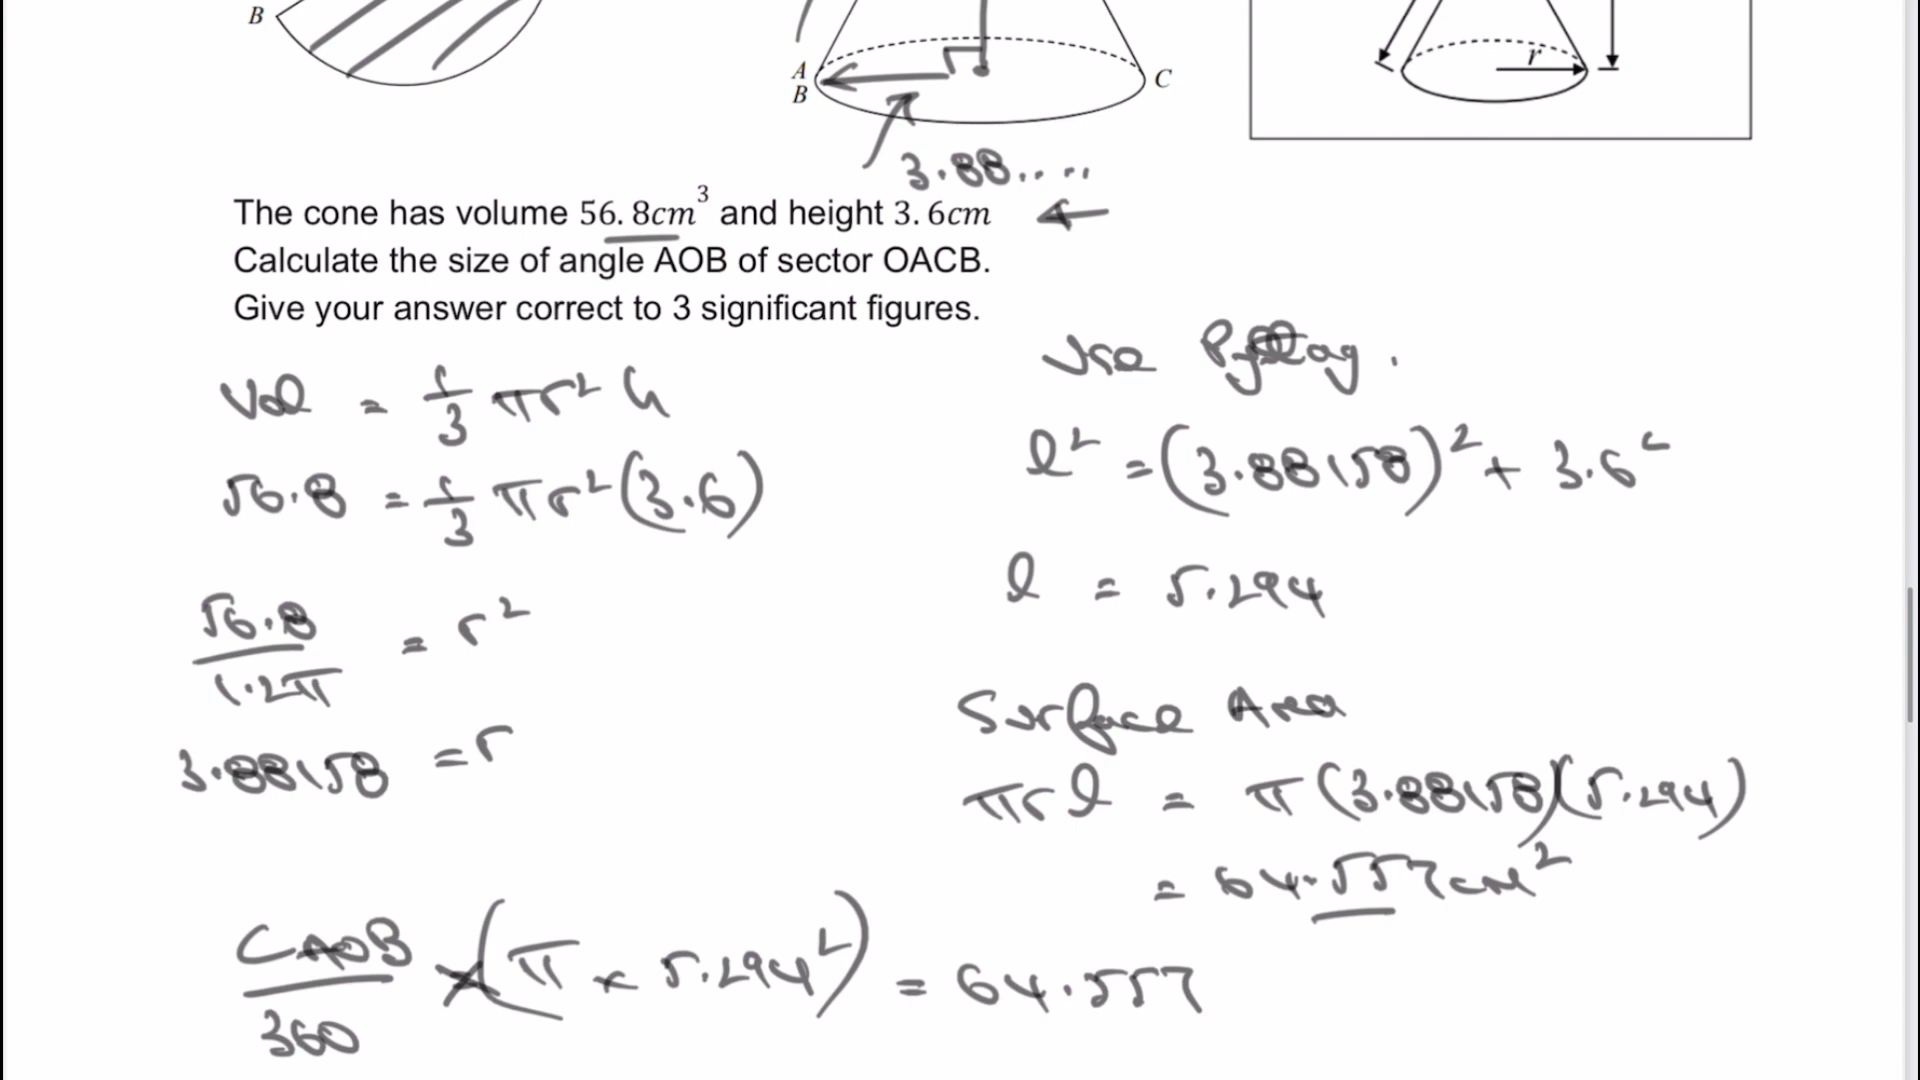 B
A
B
C
r
3.88.....
The cone has volume 56.8cm³ and height 3.6cm
Calculate the size of angle AOB of sector OACB.
Give your answer correct to 3 significant figures.
Vol = 1/3 πr² h
56.8 = 1/3 πr²(3.6)
56.8/1.2π = r²
3.88158 = r
Use Pythag.
l² = (3.88158)² + 3.6²
l = 5.294
Surface Area
πrl = π(3.88158)(5.294)
= 64.557cm²
<AOB/360 × (π × 5.294²) = 64.557